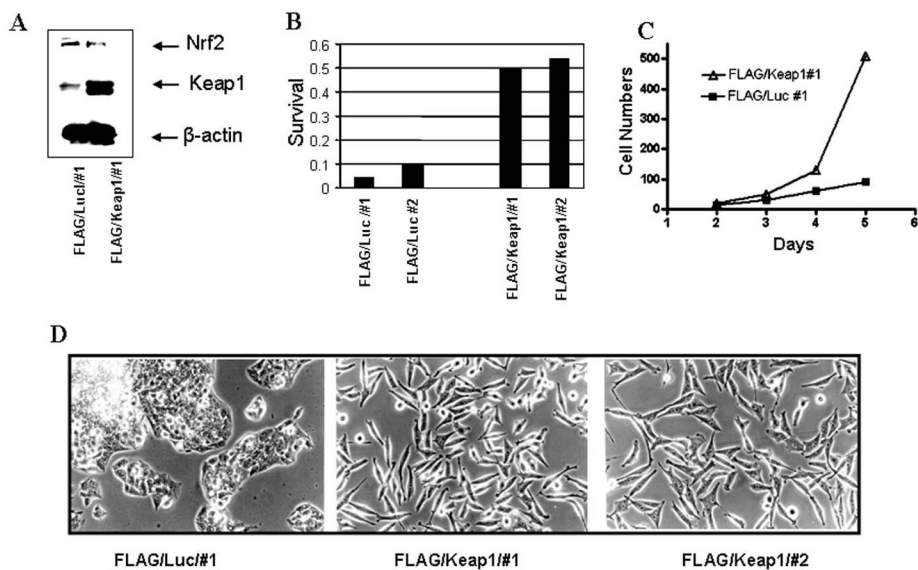 A
Nrf2
Keap1
β-actin
FLAG/Lucl/#1
FLAG/Keap1/#1
B
Survival
0.6
0.5
0.4
0.3
0.2
0.1
0
FLAG/Luc /#1
FLAG/Luc #2
FLAG/Keap1/#1
FLAG/Keap1/#2
C
Cell Numbers
500
400
300
200
100
0
1 2 3 4 5 6
Days
FLAG/Keap1#1
FLAG/Luc #1
D
FLAG/Luc/#1
FLAG/Keap1/#1
FLAG/Keap1/#2